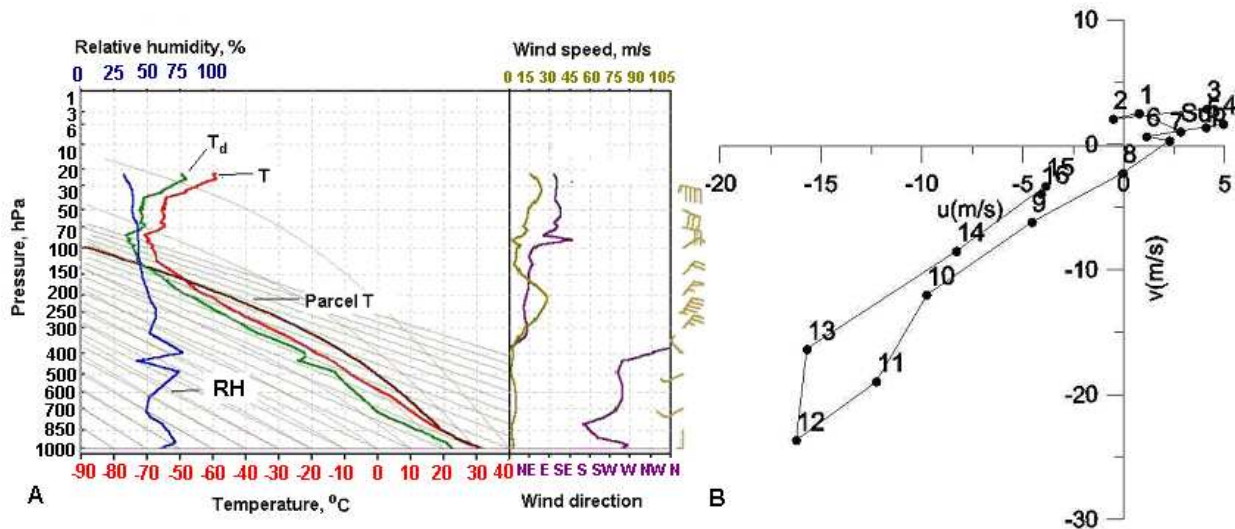 Relative humidity, %
0 25 50 75 100
Wind speed, m/s
0 15 30 45 60 75 90 105
Pressure, hPa
1
3
6
10
20
30
50
70
100
150
200
250
300
400
500
600
700
850
1000
T_d
T
Parcel T
RH
-90 -70 -60 -50 -40 -30 -20 -10 0 10 20 30 40
NE E SE S SW W NW N
A
Temperature, °C
Wind direction
10
0
-10
-20
-30
-20 -15 -10 -5 0 5
u(m/s)
v(m/s)
1
2
3
4
6
7
8
9
10
11
12
13
14
15
16
B